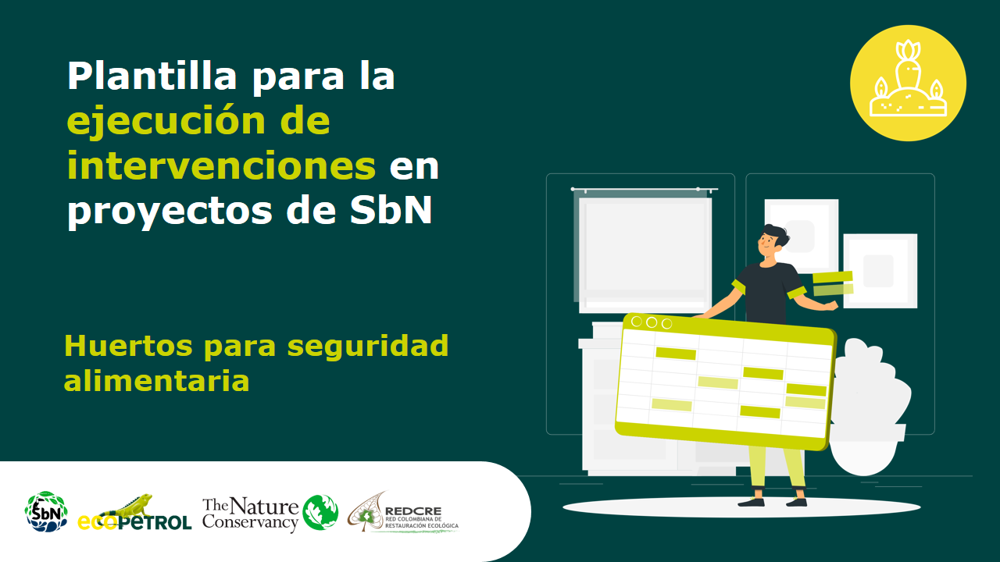 Plantilla para la
ejecución de
intervenciones en
proyectos de SbN
Huertos para seguridad
alimentaria
SbN
ecoPETROL
The Nature
Conservancy
REDCRE
RED COLOMBIANA DE
RESTAURACIÓN ECOLÓGICA